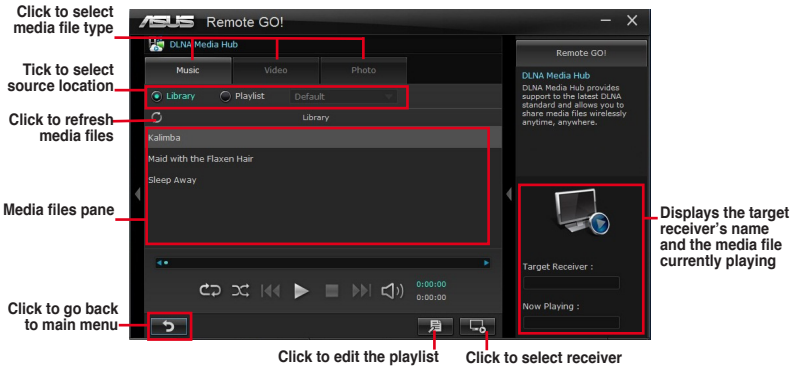 Click to select
media file type
ASUS Remote GO!
DLNA Media Hub
Music
Video
Photo
Tick to select
source location
Library
Playlist
Default
Click to refresh
media files
Library
Kalimba
Maid with the Flaxen Hair
Sleep Away
Media files pane
0:00:00
0:00:00
Click to go back
to main menu
Click to edit the playlist
Click to select receiver
Remote GO!
DLNA Media Hub
DLNA Media Hub provides
support to the latest DLNA
standard and allows you to
share media files wirelessly
anytime, anywhere.
Target Receiver :
Now Playing :
Displays the target
receiver's name
and the media file
currently playing